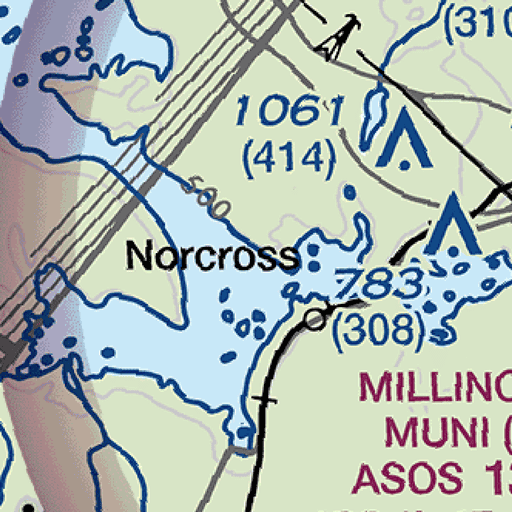 (310
1061
(414)
500
Norcross
783
(308)
MILLINO
MUNI (
ASOS 13